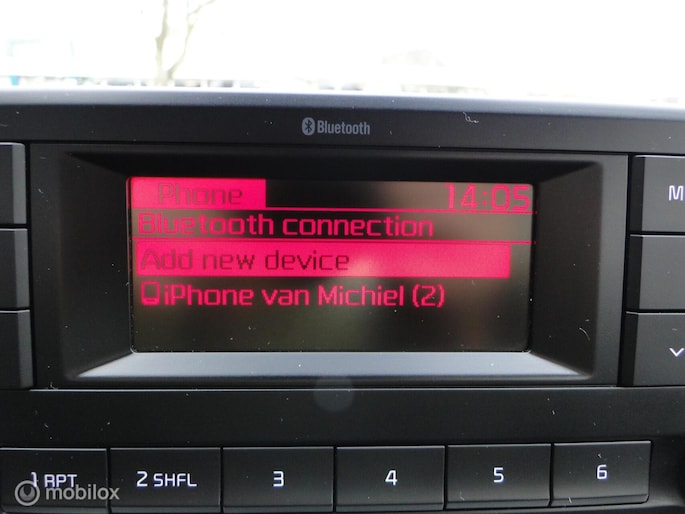 Bluetooth
Phone 14:05
Bluetooth connection
Add new device
iPhone van Michiel (2)
M
1 RPT 2 SHFL 3 4 5 6
mobilox